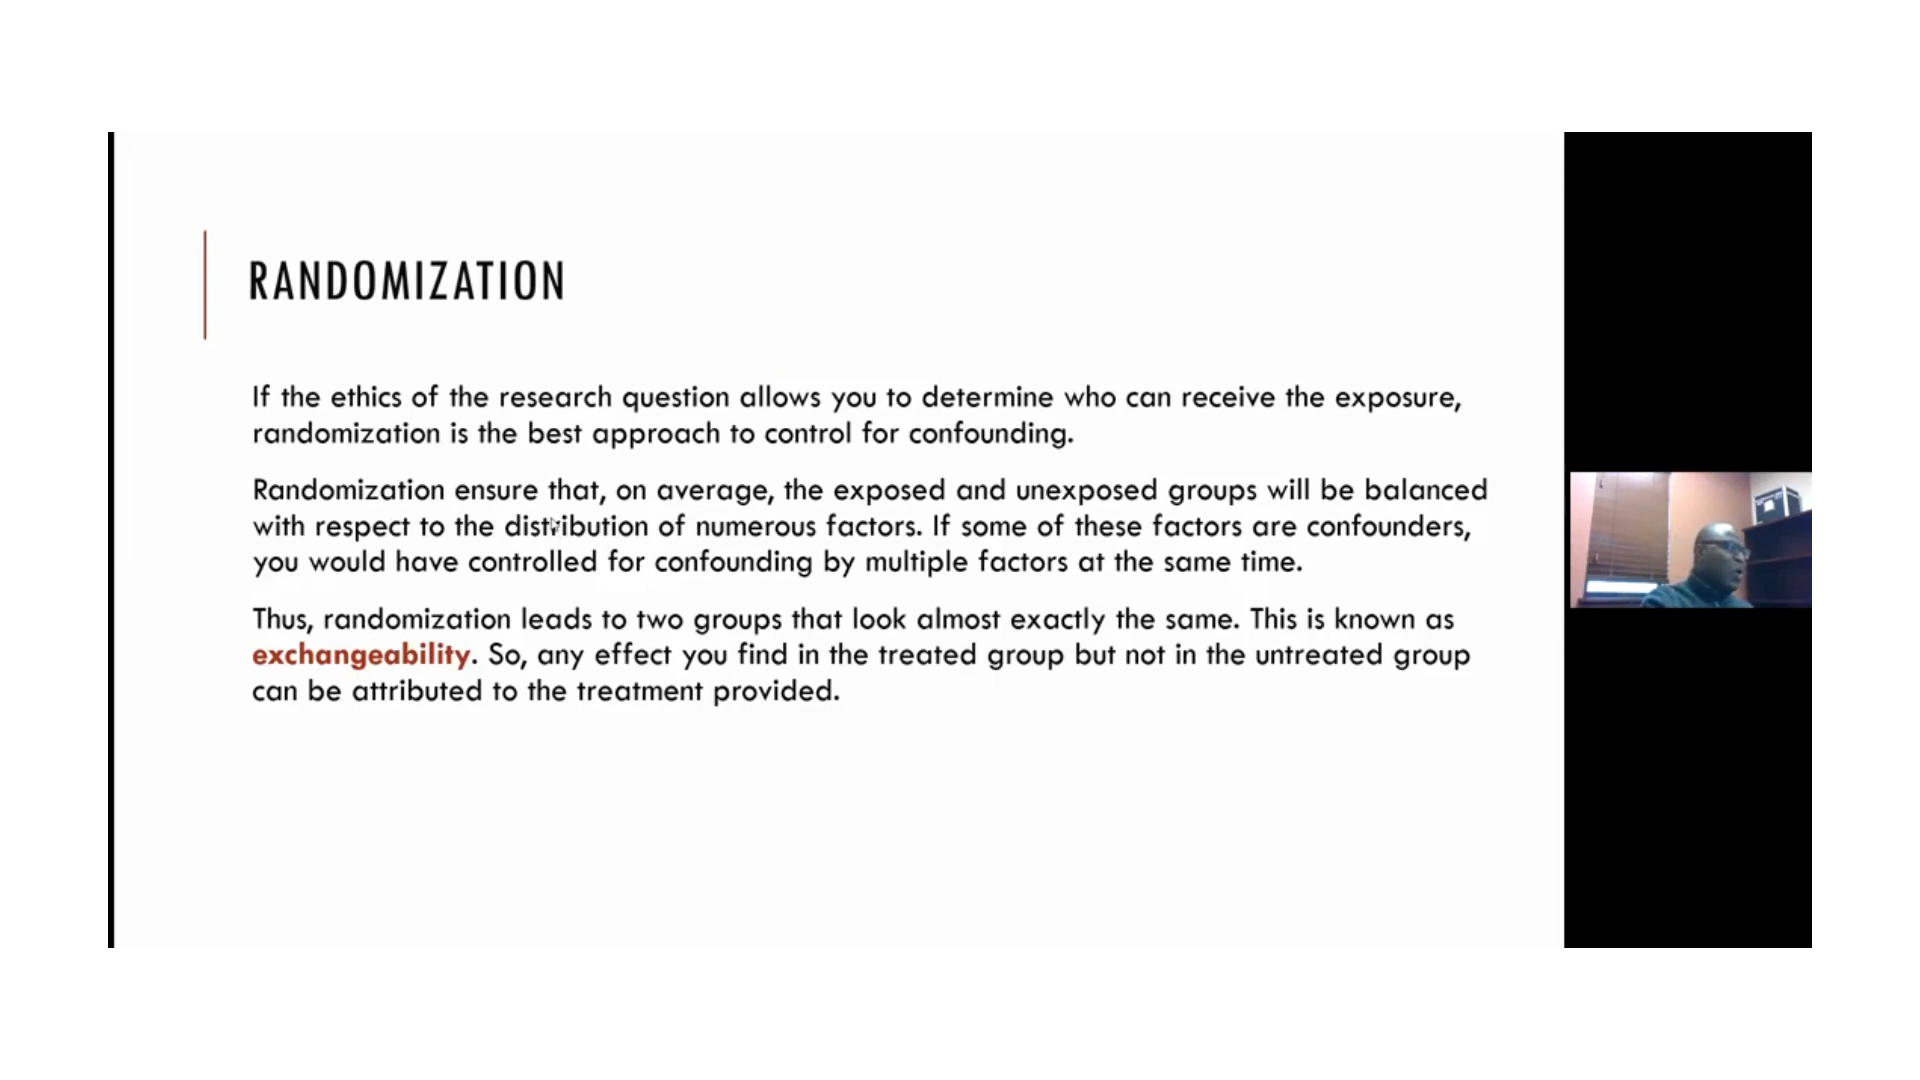 RANDOMIZATION
If the ethics of the research question allows you to determine who can receive the exposure,
randomization is the best approach to control for confounding.
Randomization ensure that, on average, the exposed and unexposed groups will be balanced
with respect to the distribution of numerous factors. If some of these factors are confounders,
you would have controlled for confounding by multiple factors at the same time.
Thus, randomization leads to two groups that look almost exactly the same. This is known as
exchangeability. So, any effect you find in the treated group but not in the untreated group
can be attributed to the treatment provided.